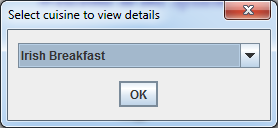 Select cuisine to view details
Irish Breakfast
OK